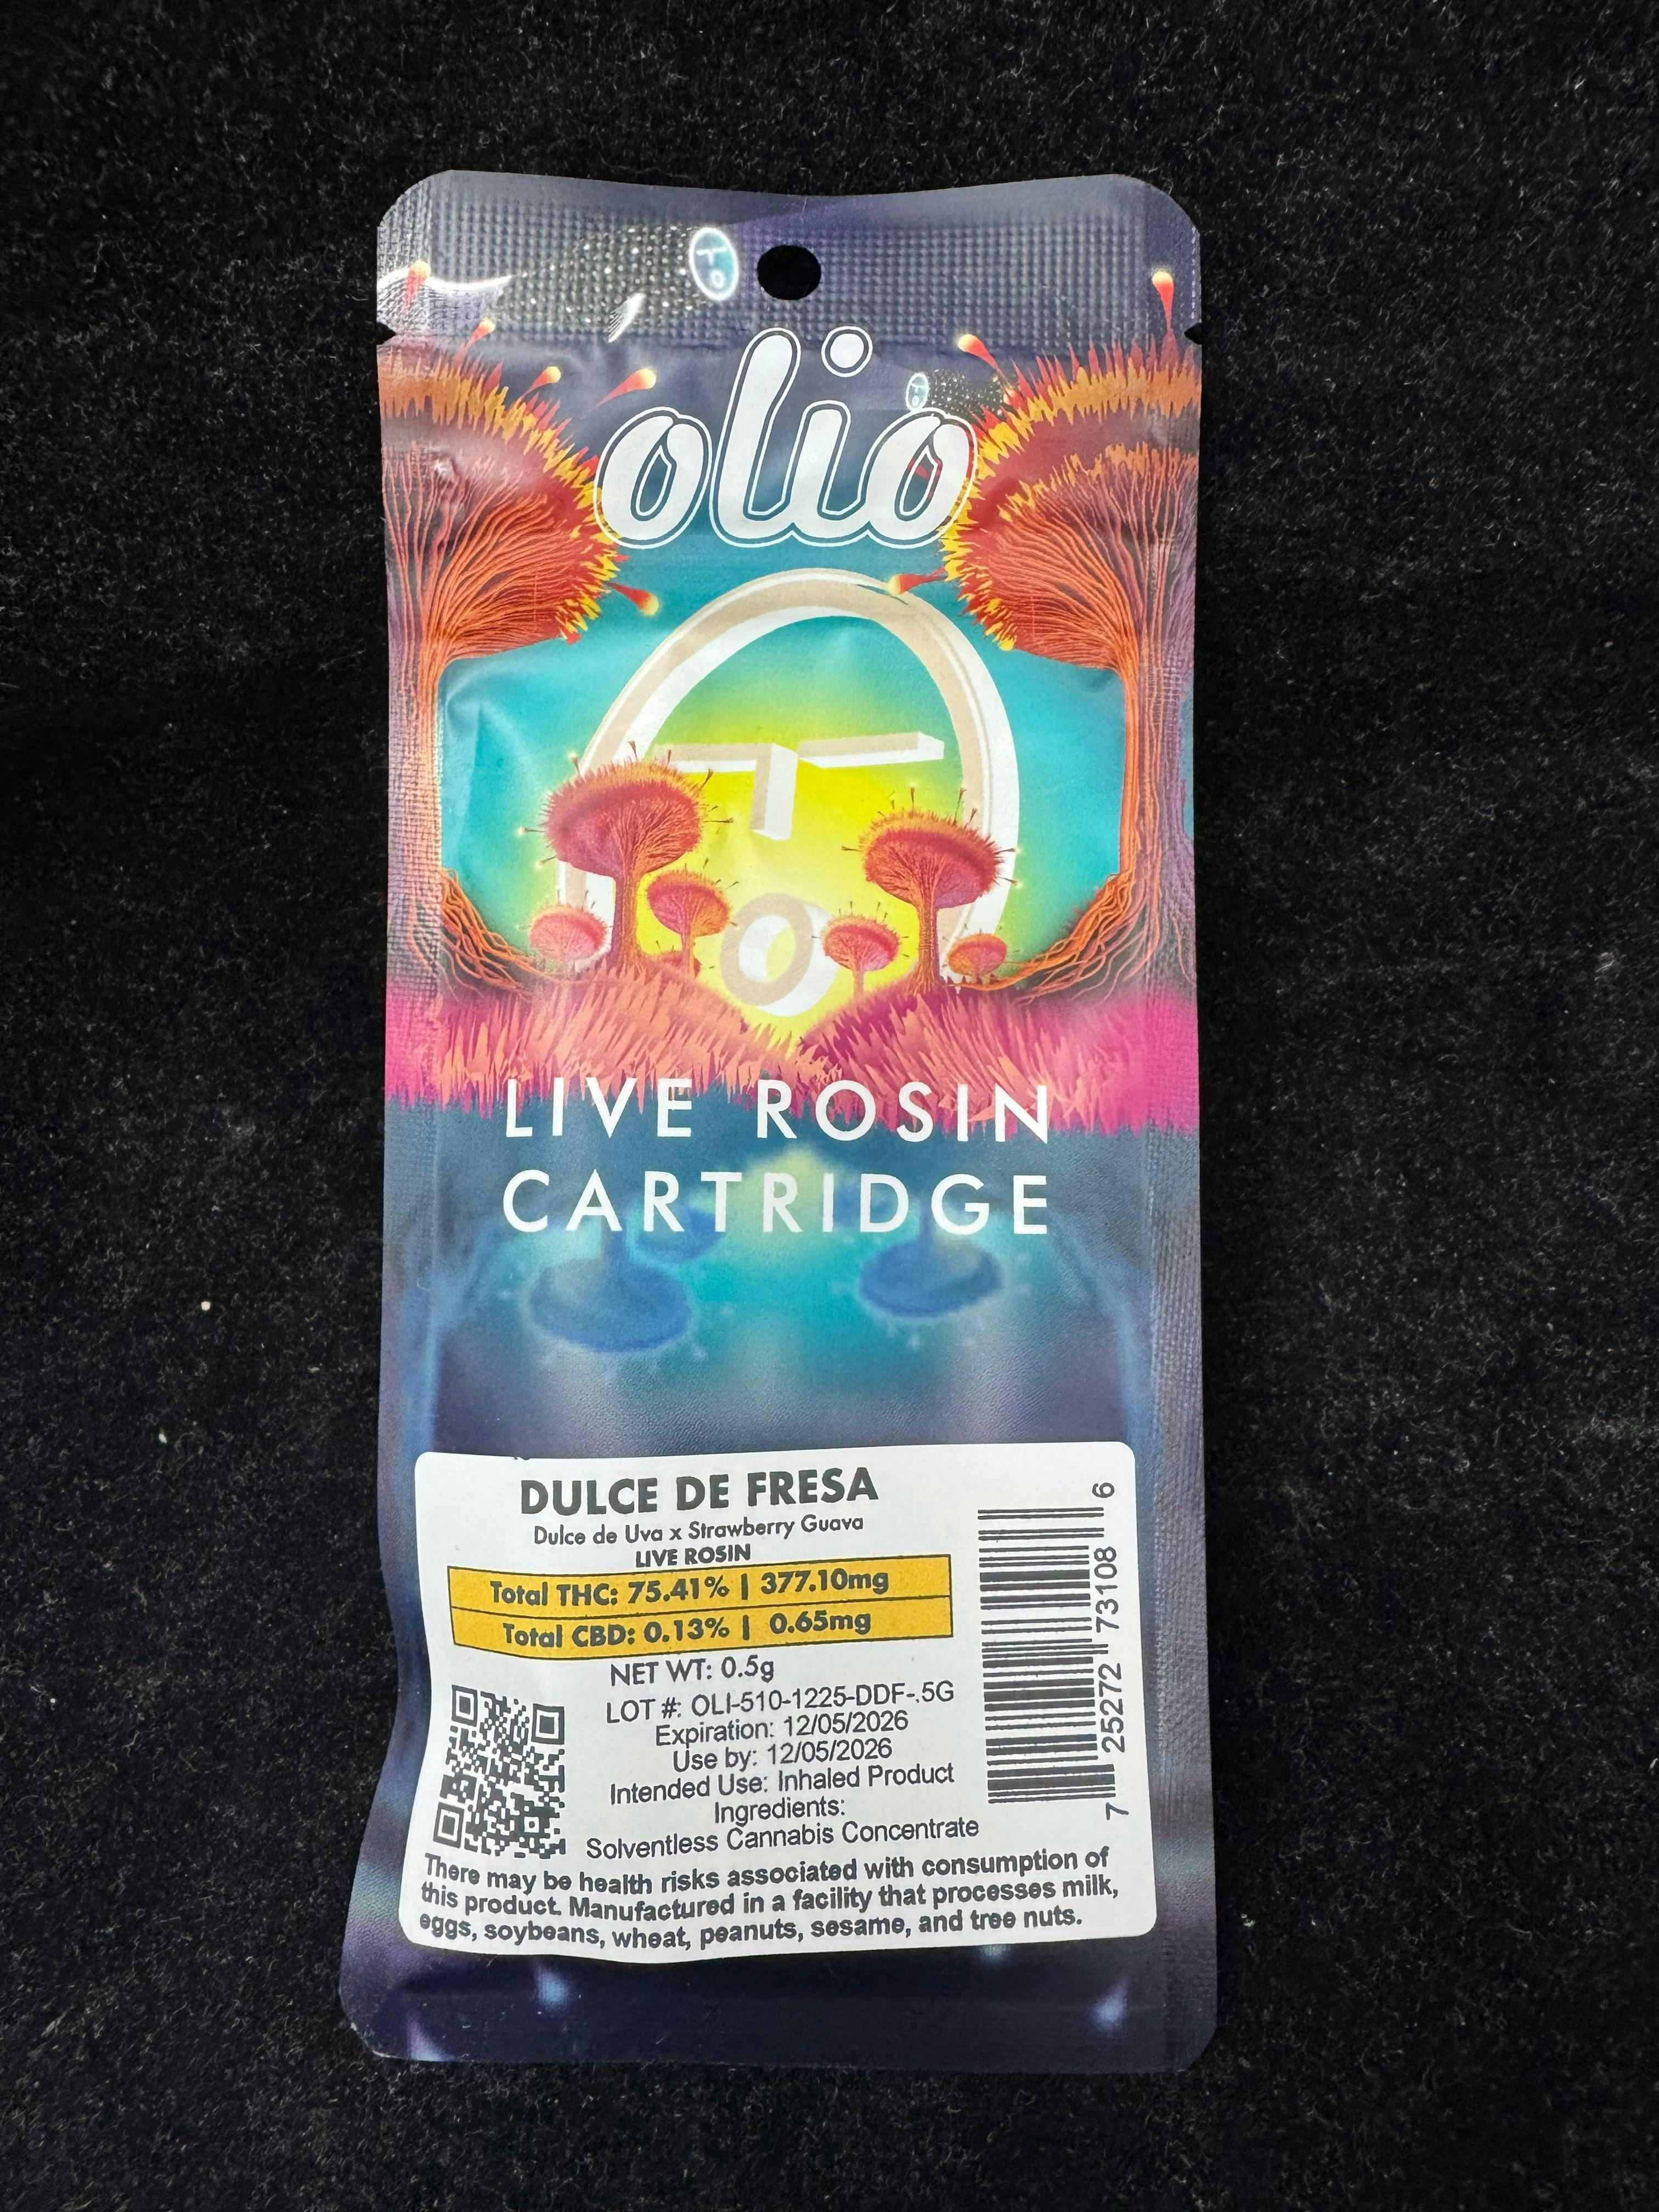 olio
LIVE ROSIN
CARTRIDGE
DULCE DE FRESA
Dulce de Uva x Strawberry Guava
LIVE ROSIN
Total THC: 75.41% | 377.10mg
Total CBD: 0.13% | 0.65mg
NET WT: 0.5g
LOT #: OLI-510-1225-DDF-.5G
Expiration: 12/05/2026
Use by: 12/05/2026
Intended Use: Inhaled Product
Ingredients:
Solventless Cannabis Concentrate
There may be health risks associated with consumption of
this product. Manufactured in a facility that processes milk,
eggs, soybeans, wheat, peanuts, sesame, and tree nuts.
7 25272 73108 6